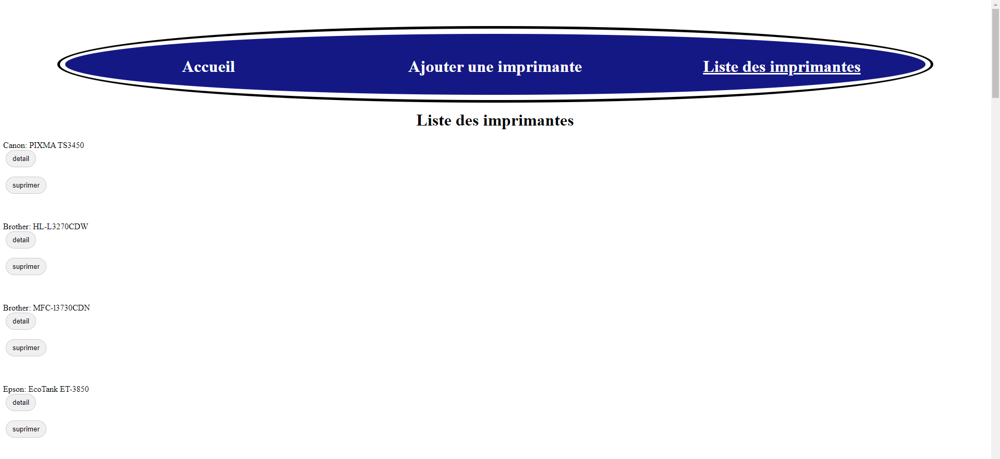 Accueil Ajouter une imprimante Liste des imprimantes
Liste des imprimantes
Canon: PIXMA TS3450
detail
suprimer
Brother: HL-L3270CDW
detail
suprimer
Brother: MFC-l3730CDN
detail
suprimer
Epson: EcoTank ET-3850
detail
suprimer